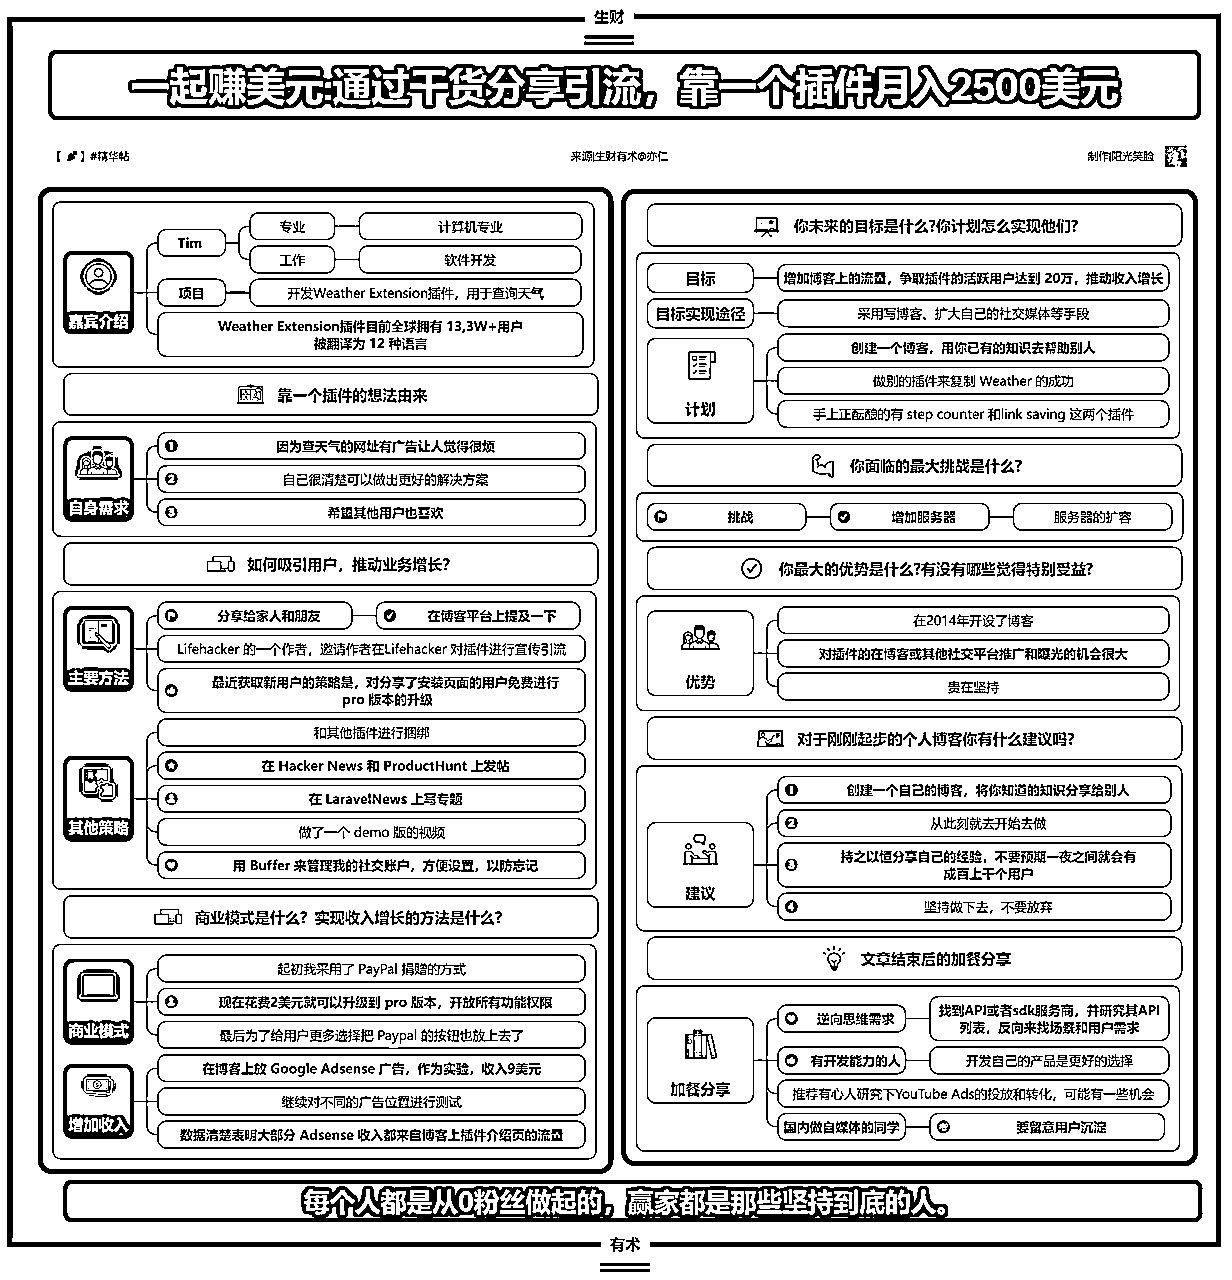 生财
一起赚美元:通过干货分享引流，靠一个插件月入2500美元
【 】#精华帖
来源|生财有术@亦仁
制作|阳光笑脸
嘉宾介绍
Tim
专业
计算机专业
工作
软件开发
项目
开发Weather Extension插件，用于查询天气
Weather Extension插件目前全球拥有 13,3W+用户
被翻译为 12 种语言
靠一个插件的想法由来
自身需求
1
因为查天气的网址有广告让人觉得很烦
2
自己很清楚可以做出更好的解决方案
3
希望其他用户也喜欢
如何吸引用户，推动业务增长?
主要方法
分享给家人和朋友
在博客平台上提及一下
Lifehacker 的一个作者，邀请作者在Lifehacker 对插件进行宣传引流
最近获取新用户的策略是，对分享了安装页面的用户免费进行
pro 版本的升级
其他策略
和其他插件进行捆绑
在 Hacker News 和 ProductHunt 上发帖
在 LaravelNews 上写专题
做了一个 demo 版的视频
用 Buffer 来管理我的社交账户，方便设置，以防忘记
商业模式是什么？实现收入增长的方法是什么?
商业模式
起初我采用了 PayPal 捐赠的方式
现在花费2美元就可以升级到 pro 版本，开放所有功能权限
最后为了给用户更多选择把 Paypal 的按钮也放上去了
增加收入
在博客上放 Google Adsense 广告，作为实验，收入9美元
继续对不同的广告位置进行测试
数据清楚表明大部分 Adsense 收入都来自博客上插件介绍页的流量
你未来的目标是什么?你计划怎么实现他们?
目标
增加博客上的流量，争取插件的活跃用户达到 20万，推动收入增长
目标实现途径
采用写博客、扩大自己的社交媒体等手段
计划
创建一个博客，用你已有的知识去帮助别人
做别的插件来复制 Weather 的成功
手上正酝酿的有 step counter 和link saving 这两个插件
你面临的最大挑战是什么?
挑战
增加服务器
服务器的扩容
你最大的优势是什么?有没有哪些觉得特别受益?
优势
在2014年开设了博客
对插件的在博客或其他社交平台推广和曝光的机会很大
贵在坚持
对于刚刚起步的个人博客你有什么建议吗?
建议
1
创建一个自己的博客，将你知道的知识分享给别人
2
从此刻就去开始去做
3
持之以恒分享自己的经验，不要预期一夜之间就会有
成百上千个用户
4
坚持做下去，不要放弃
文章结束后的加餐分享
加餐分享
逆向思维需求
找到API或者sdk服务商，并研究其API
列表，反向来找场景和用户需求
有开发能力的人
开发自己的产品是更好的选择
推荐有心人研究下YouTube Ads的投放和转化，可能有一些机会
国内做自媒体的同学
要留意用户沉淀
每个人都是从0粉丝做起的，赢家都是那些坚持到底的人。
有术